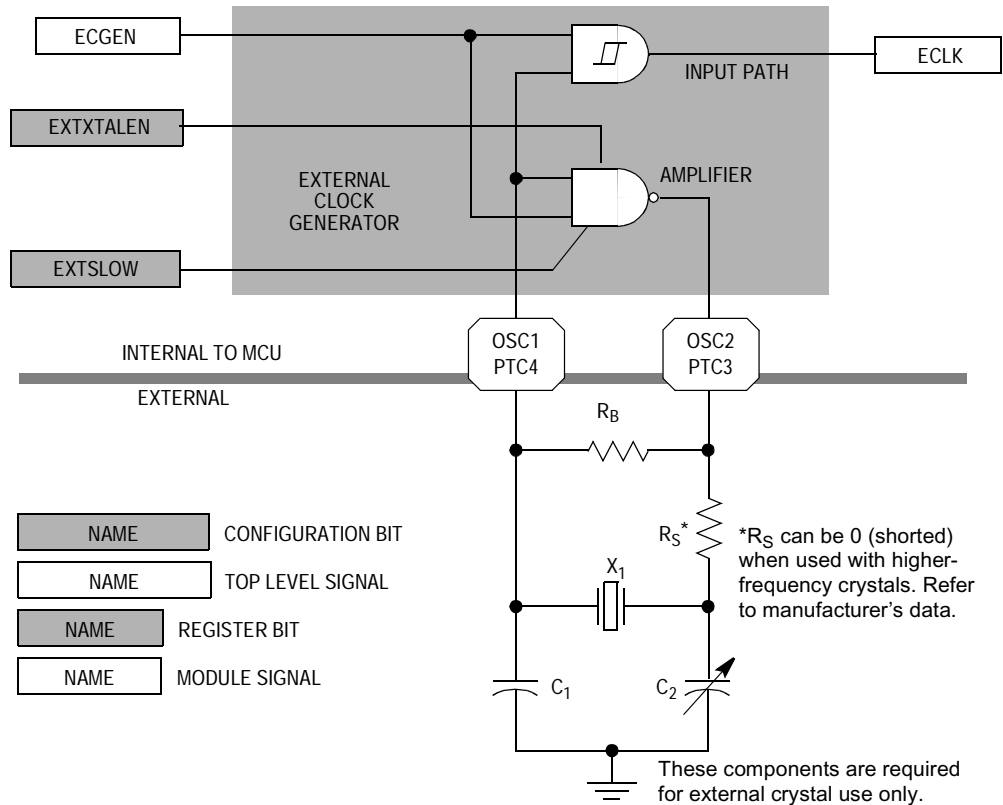 ECGEN
ECLK
INPUT PATH
EXTXTALEN
AMPLIFIER
EXTERNAL
CLOCK
GENERATOR
EXTSLOW
OSC1
PTC4
OSC2
PTC3
INTERNAL TO MCU
EXTERNAL
RB
NAME CONFIGURATION BIT
NAME TOP LEVEL SIGNAL
NAME REGISTER BIT
NAME MODULE SIGNAL
RS*
*RS can be 0 (shorted)
when used with higher-
frequency crystals. Refer
to manufacturer's data.
X1
C1
C2
These components are required
for external crystal use only.